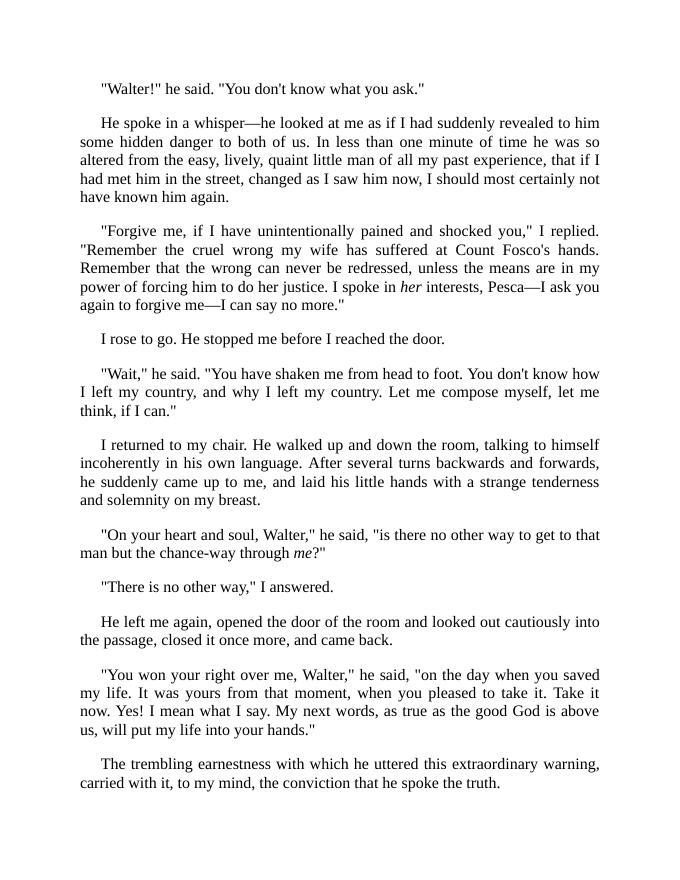 "Walter!" he said. "You don't know what you ask."
He spoke in a whisper—he looked at me as if I had suddenly revealed to him
some hidden danger to both of us. In less than one minute of time he was so
altered from the easy, lively, quaint little man of all my past experience, that if I
had met him in the street, changed as I saw him now, I should most certainly not
have known him again.
"Forgive me, if I have unintentionally pained and shocked you," I replied.
"Remember the cruel wrong my wife has suffered at Count Fosco's hands.
Remember that the wrong can never be redressed, unless the means are in my
power of forcing him to do her justice. I spoke in her interests, Pesca—I ask you
again to forgive me—I can say no more."
I rose to go. He stopped me before I reached the door.
"Wait," he said. "You have shaken me from head to foot. You don't know how
I left my country, and why I left my country. Let me compose myself, let me
think, if I can."
I returned to my chair. He walked up and down the room, talking to himself
incoherently in his own language. After several turns backwards and forwards,
he suddenly came up to me, and laid his little hands with a strange tenderness
and solemnity on my breast.
"On your heart and soul, Walter," he said, "is there no other way to get to that
man but the chance-way through me?"
"There is no other way," I answered.
He left me again, opened the door of the room and looked out cautiously into
the passage, closed it once more, and came back.
"You won your right over me, Walter," he said, "on the day when you saved
my life. It was yours from that moment, when you pleased to take it. Take it
now. Yes! I mean what I say. My next words, as true as the good God is above
us, will put my life into your hands."
The trembling earnestness with which he uttered this extraordinary warning,
carried with it, to my mind, the conviction that he spoke the truth.